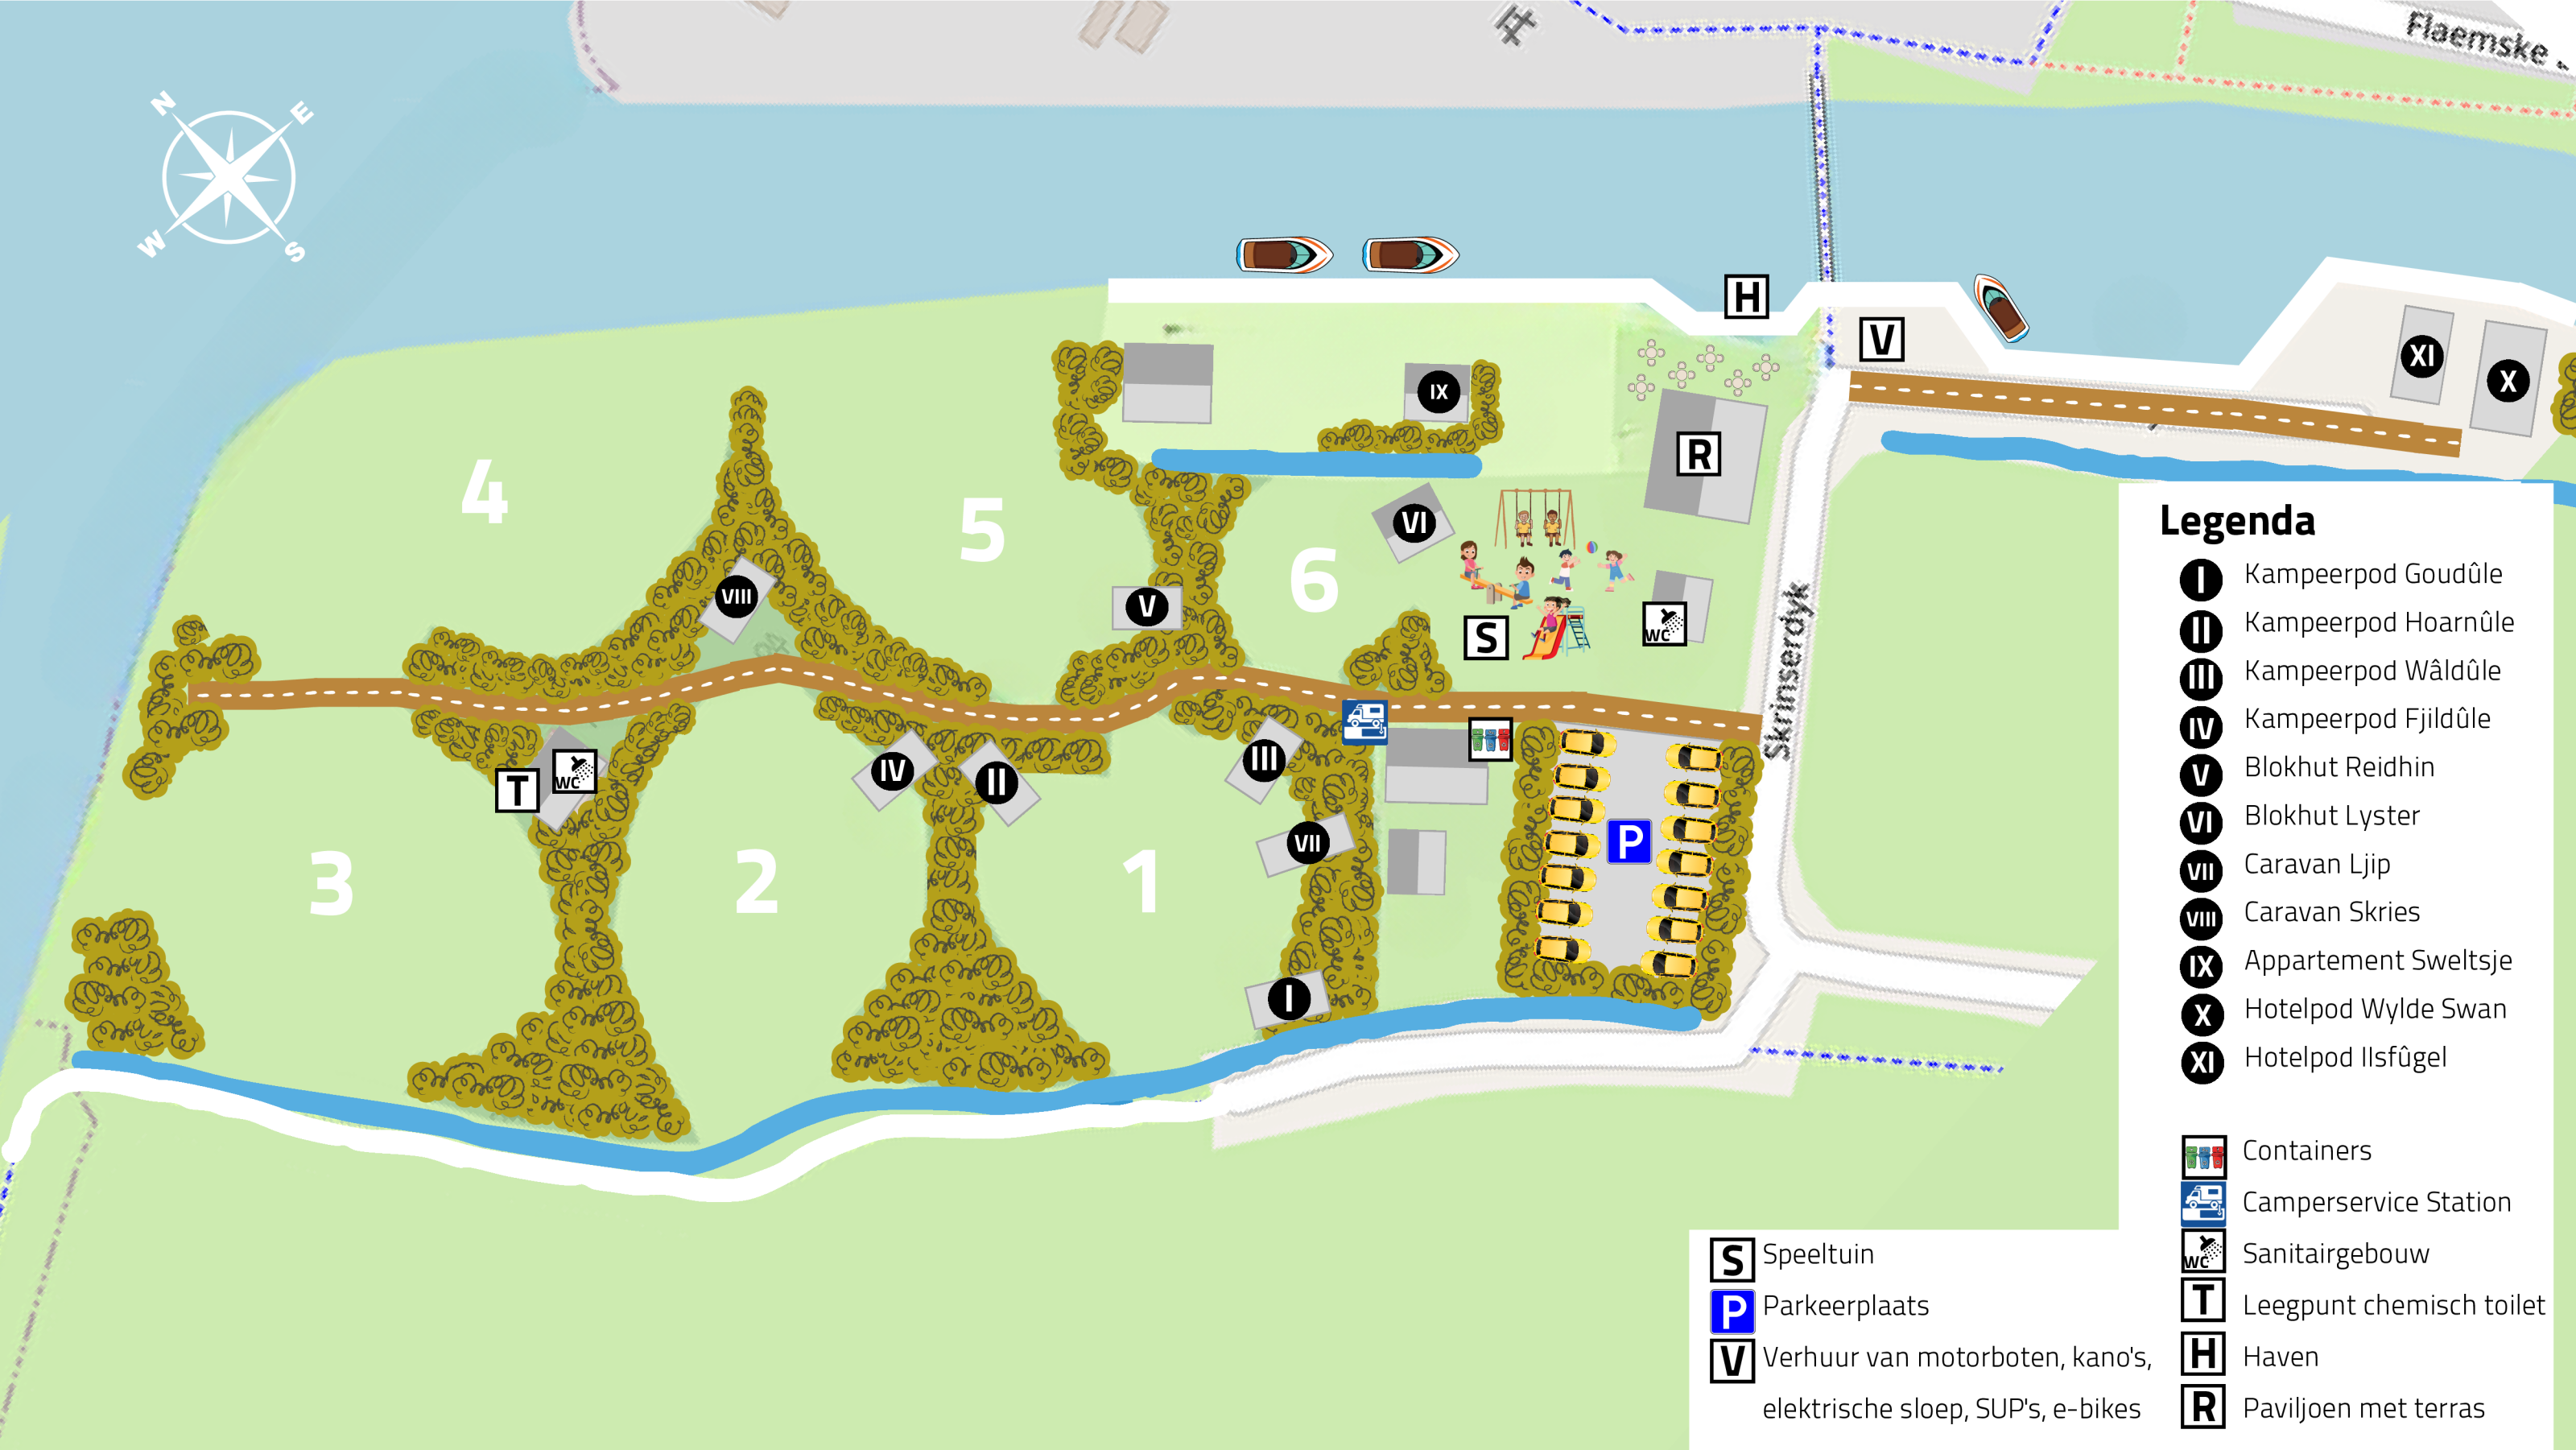 Flaemske -
N
E
W
S
H
V
XI
X
IX
R
4
5
VI
6
VIII
V
S
WC
Skrinserdyk
T
WC
IV
II
III
VII
P
3
2
1
I
Legenda
I Kampeerpod Goudûle
II Kampeerpod Hoarnûle
III Kampeerpod Wâldûle
IV Kampeerpod Fjildûle
V Blokhut Reidhin
VI Blokhut Lyster
VII Caravan Ljip
VIII Caravan Skries
IX Appartement Sweltsje
X Hotelpod Wylde Swan
XI Hotelpod IIsfûgel
Containers
Camperservice Station
WC Sanitairgebouw
T Leegpunt chemisch toilet
H Haven
R Paviljoen met terras
S Speeltuin
P Parkeerplaats
V Verhuur van motorboten, kano's,
elektrische sloep, SUP's, e-bikes